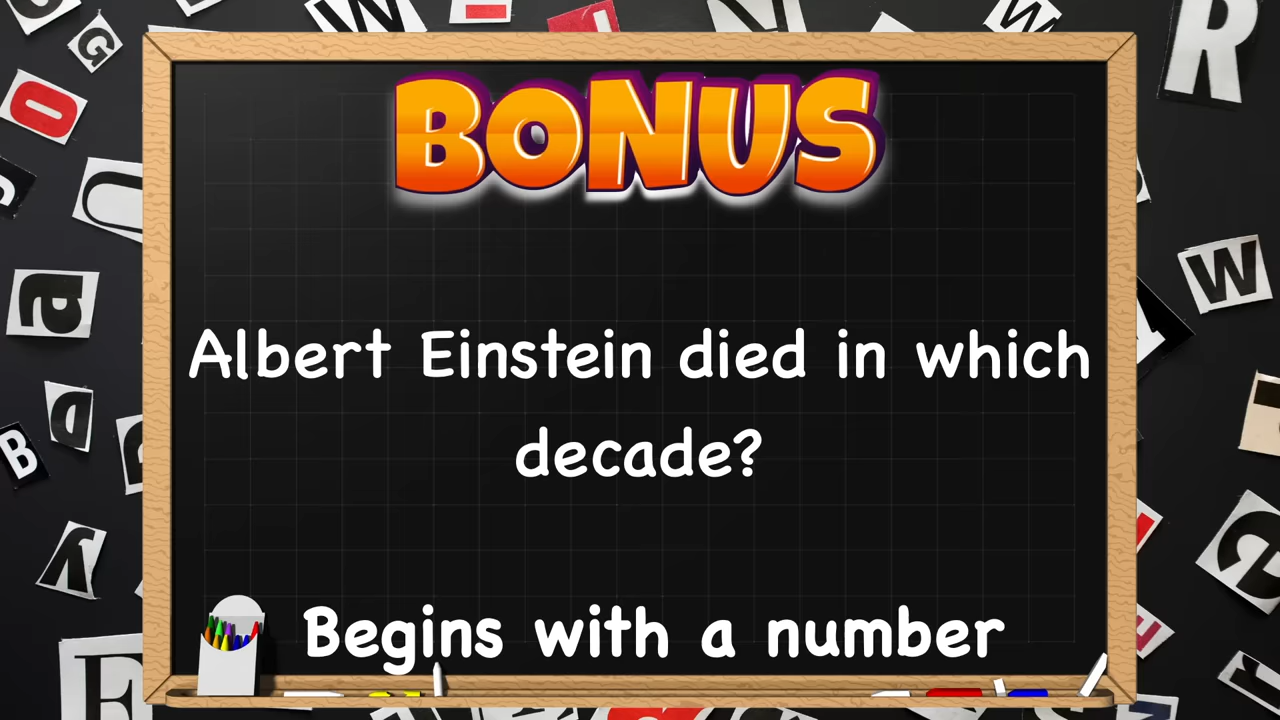 BONUS
Albert Einstein died in which
decade?
Begins with a number